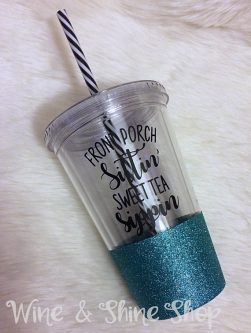 FRONT PORCH
Sittin'
SWEET TEA
Sippin
Wine & Shine Shop